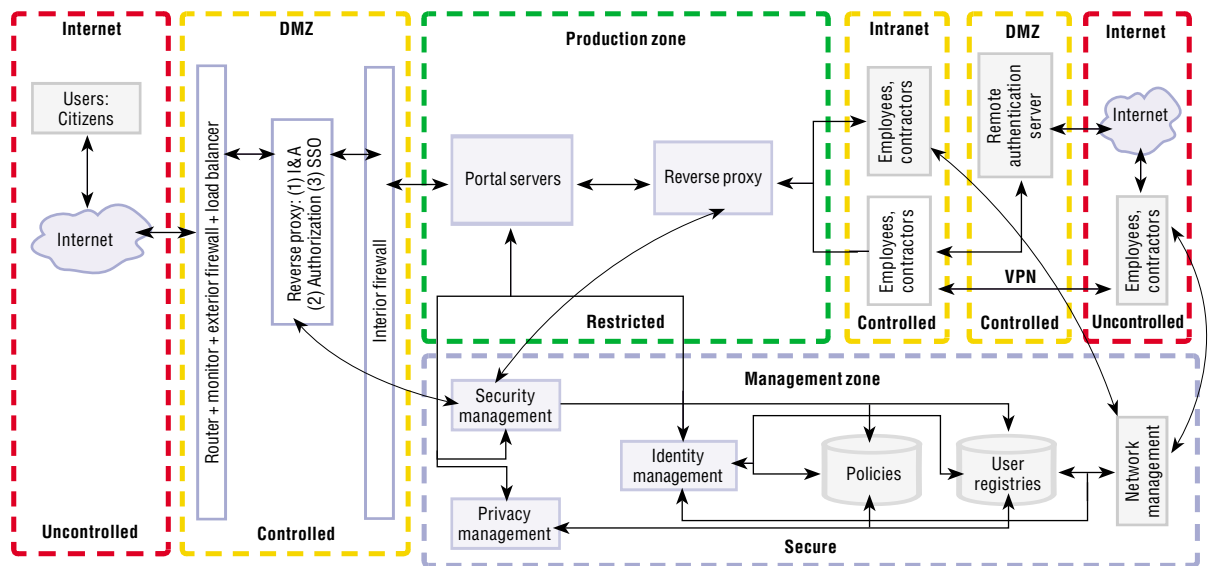 Internet
Users:
Citizens
Internet
Uncontrolled
DMZ
Router + monitor + exterior firewall + load balancer
Reverse proxy: (1) I&A
(2) Authorization (3) SSO
Interior firewall
Controlled
Production zone
Portal servers
Reverse proxy
Restricted
Intranet
Employees,
contractors
Employees,
contractors
Controlled
DMZ
Remote
authentication
server
VPN
Controlled
Internet
Internet
Employees,
contractors
Uncontrolled
Management zone
Security
management
Identity
management
Policies
User
registries
Network
management
Privacy
management
Secure